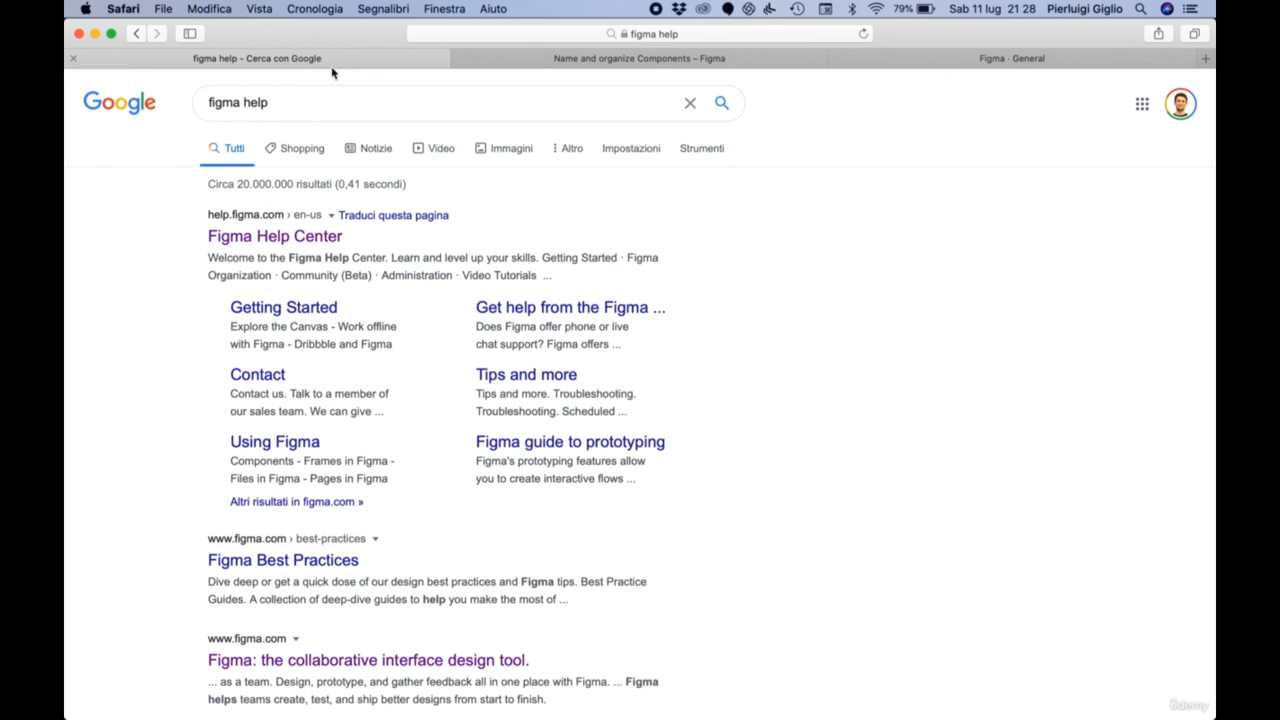 Safari File Modifica Vista Cronologia Segnalibri Finestra Aiuto 79% Sab 11 lug 21 28 Pierluigi Giglio
figma help
figma help - Cerca con Google Name and organize Components – Figma Figma · General
Google figma help
Tutti Shopping Notizie Video Immagini Altro Impostazioni Strumenti
Circa 20.000.000 risultati (0,41 secondi)
help.figma.com › en-us Traduci questa pagina
Figma Help Center
Welcome to the Figma Help Center. Learn and level up your skills. Getting Started · Figma
Organization · Community (Beta) · Administration · Video Tutorials ...
Getting Started
Explore the Canvas - Work offline
with Figma - Dribbble and Figma
Get help from the Figma ...
Does Figma offer phone or live
chat support? Figma offers ...
Contact
Contact us. Talk to a member of
our sales team. We can give ...
Tips and more
Tips and more. Troubleshooting.
Troubleshooting. Scheduled ...
Using Figma
Components - Frames in Figma -
Files in Figma - Pages in Figma
Figma guide to prototyping
Figma's prototyping features allow
you to create interactive flows ...
Altri risultati in figma.com »
www.figma.com › best-practices
Figma Best Practices
Dive deep or get a quick dose of our design best practices and Figma tips. Best Practice
Guides. A collection of deep-dive guides to help you make the most of ...
www.figma.com
Figma: the collaborative interface design tool.
... as a team. Design, prototype, and gather feedback all in one place with Figma. ... Figma
helps teams create, test, and ship better designs from start to finish.
ûdemy